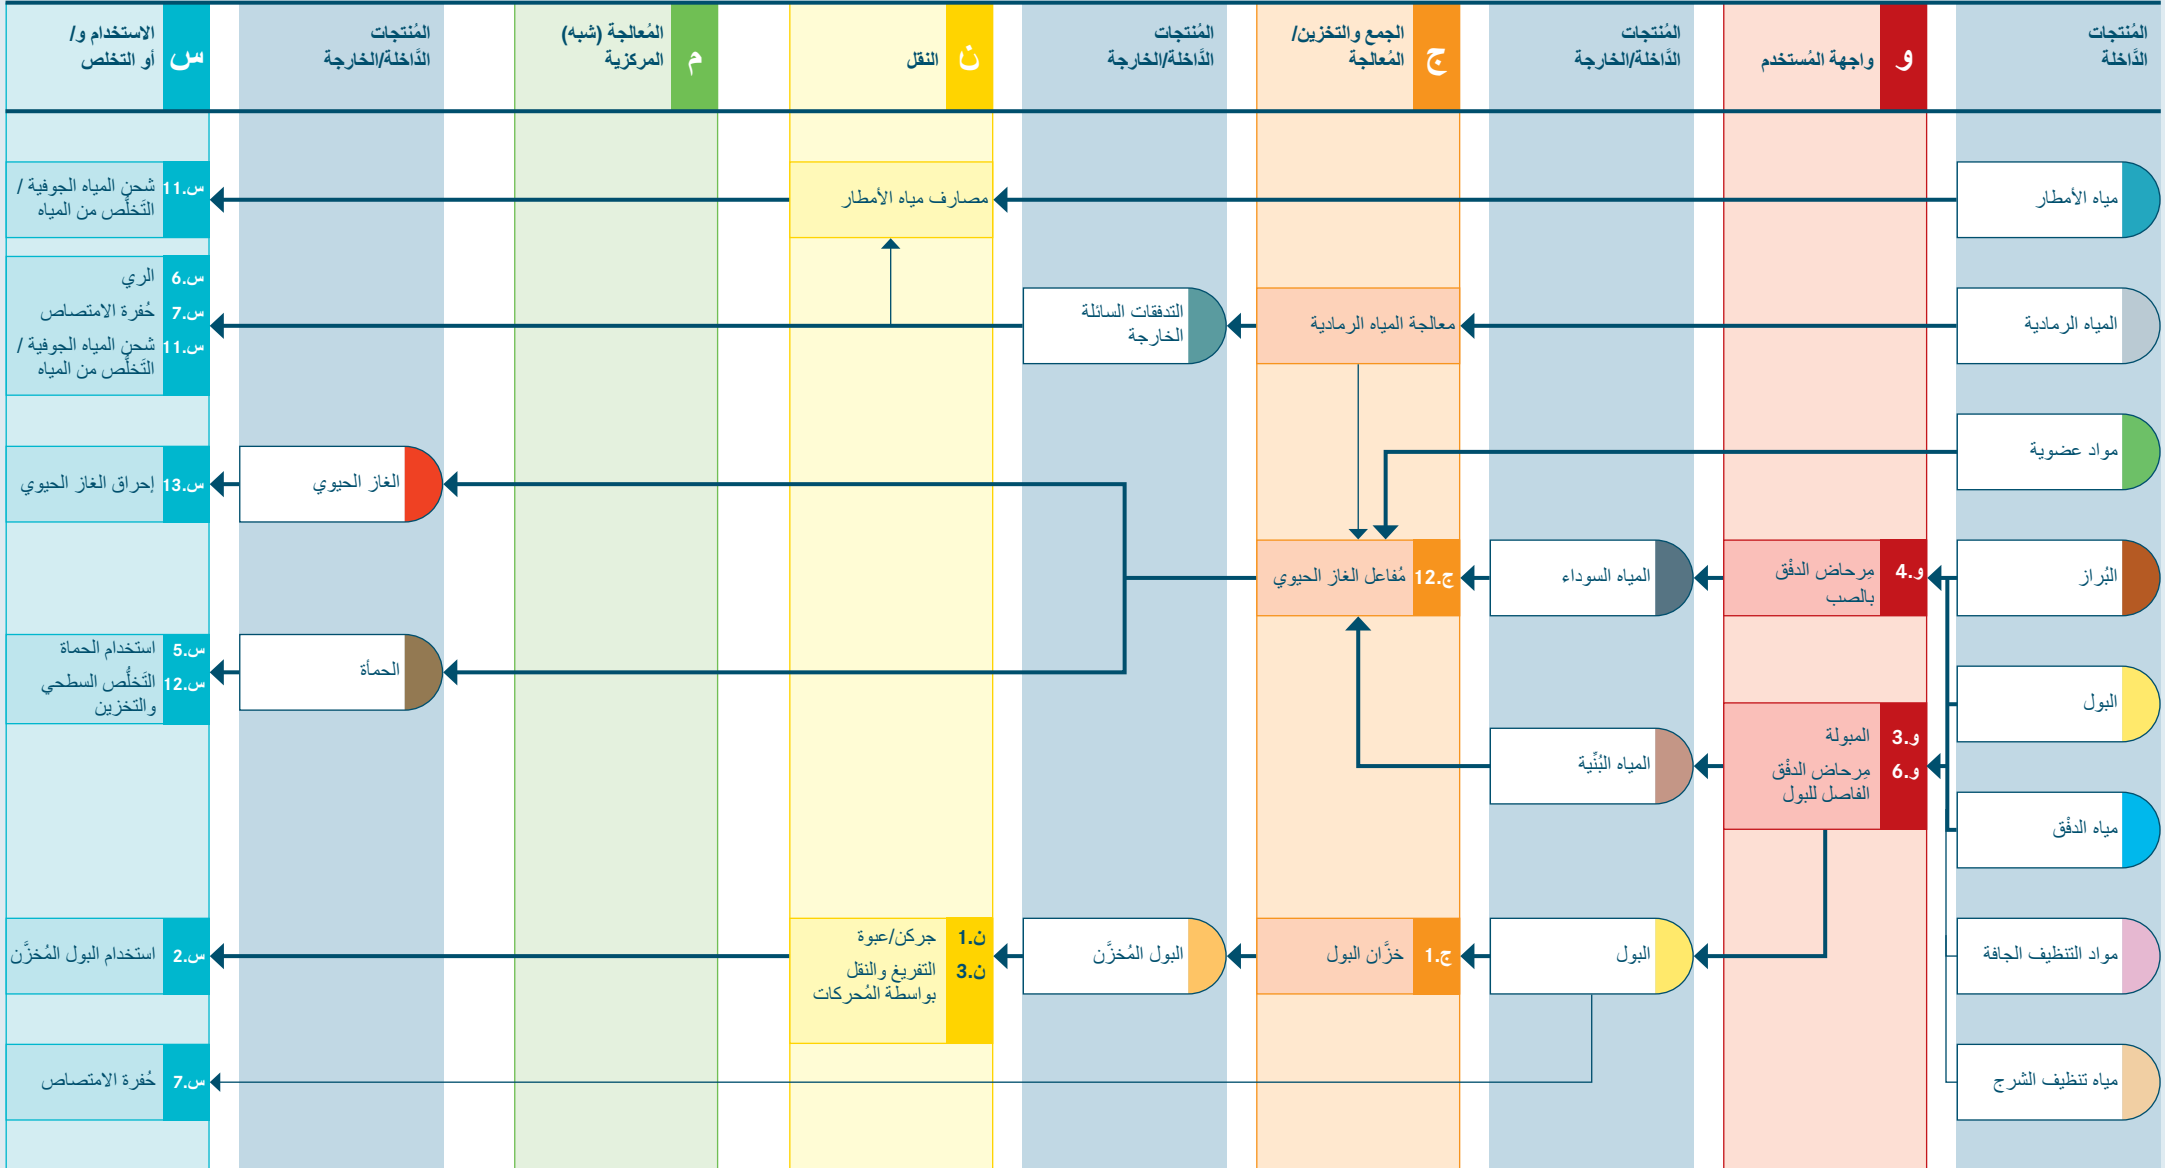 المُنتجات
الدَّاخلة
و
واجهة المُستخدم
المُنتجات
الدَّاخلة/الخارجة
ج
الجمع والتخزين/
المُعالجة
المُنتجات
الدَّاخلة/الخارجة
ن
النقل
م
المُعالجة (شبه)
المركزية
المُنتجات
الدَّاخلة/الخارجة
س
الاستخدام و/
أو التخلص
مياه الأمطار
مصارف مياه الأمطار
س.11 شحن المياه الجوفية /
التَخلُّص من المياه
المياه الرمادية
معالجة المياه الرمادية
التدفقات السائلة
الخارجة
س.6 الري
س.7 حُفرة الامتصاص
س.11 شحن المياه الجوفية /
التَخلُّص من المياه
مواد عضوية
الغاز الحيوي
س.13 إحراق الغاز الحيوي
البُراز
و.4 مِرحاض الدفْق
بالصب
المياه السوداء
ج.12 مُفاعل الغاز الحيوي
الحمأة
س.5 استخدام الحماة
س.12 التَخلُّص السطحي
والتخزين
البول
و.3 المبولة
و.6 مِرحاض الدفْق
الفاصل للبول
المياه البُنِّية
مياه الدفْق
مواد التنظيف الجافة
البول
ج.1 خزَّان البول
البول المُخزَّن
ن.1 جركن/عبوة
ن.3 التفريغ والنقل
بواسطة المُحركات
س.2 استخدام البول المُخزَّن
مياه تنظيف الشرج
س.7 حُفرة الامتصاص